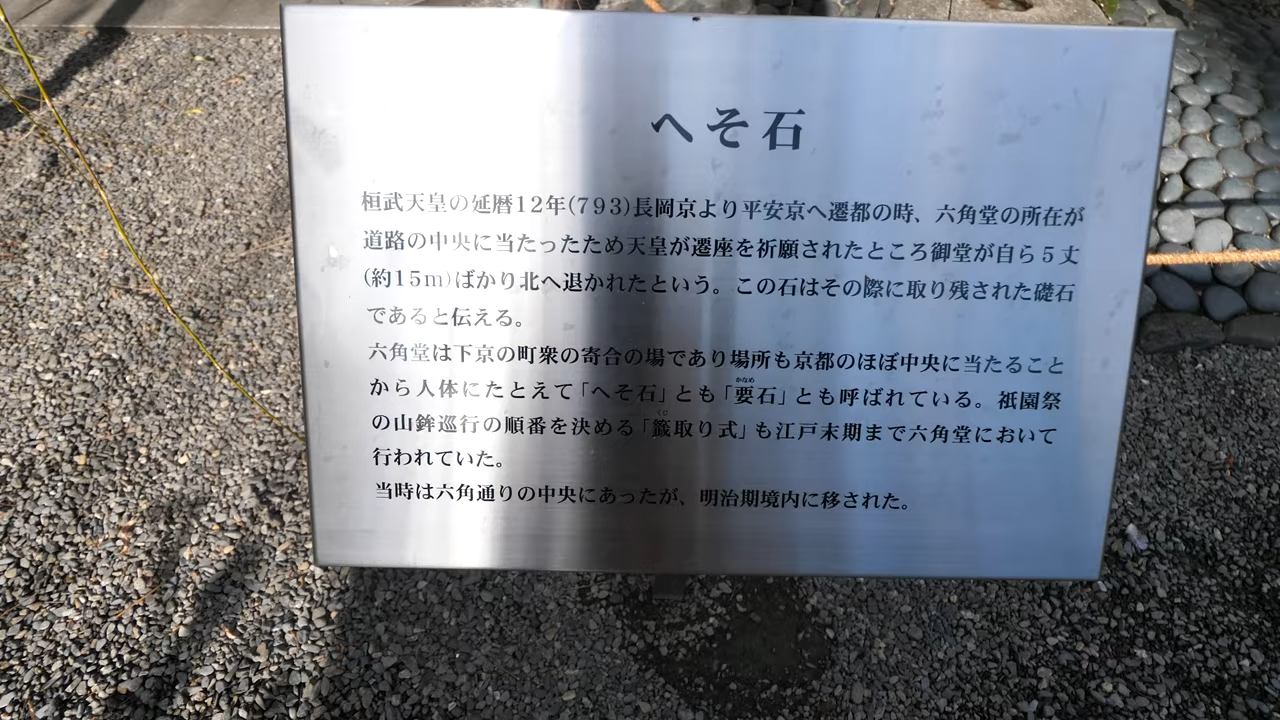 へそ石
桓武天皇の延暦12年(793)長岡京より平安京へ遷都の時、六角堂の所在が
道路の中央に当たったため天皇が遷座を祈願されたところ御堂が自ら5丈
(約15m)ばかり北へ退かれたという。この石はその際に取り残された礎石
であると伝える。
六角堂は下京の町衆の寄合の場であり場所も京都のほぼ中央に当たること
かなめ
から人体にたとえて「へそ石」とも「要石」とも呼ばれている。祇園祭
くじ
の山鉾巡行の順番を決める「籤取り式」も江戸末期まで六角堂において
行われていた。
当時は六角通りの中央にあったが、明治期境内に移された。